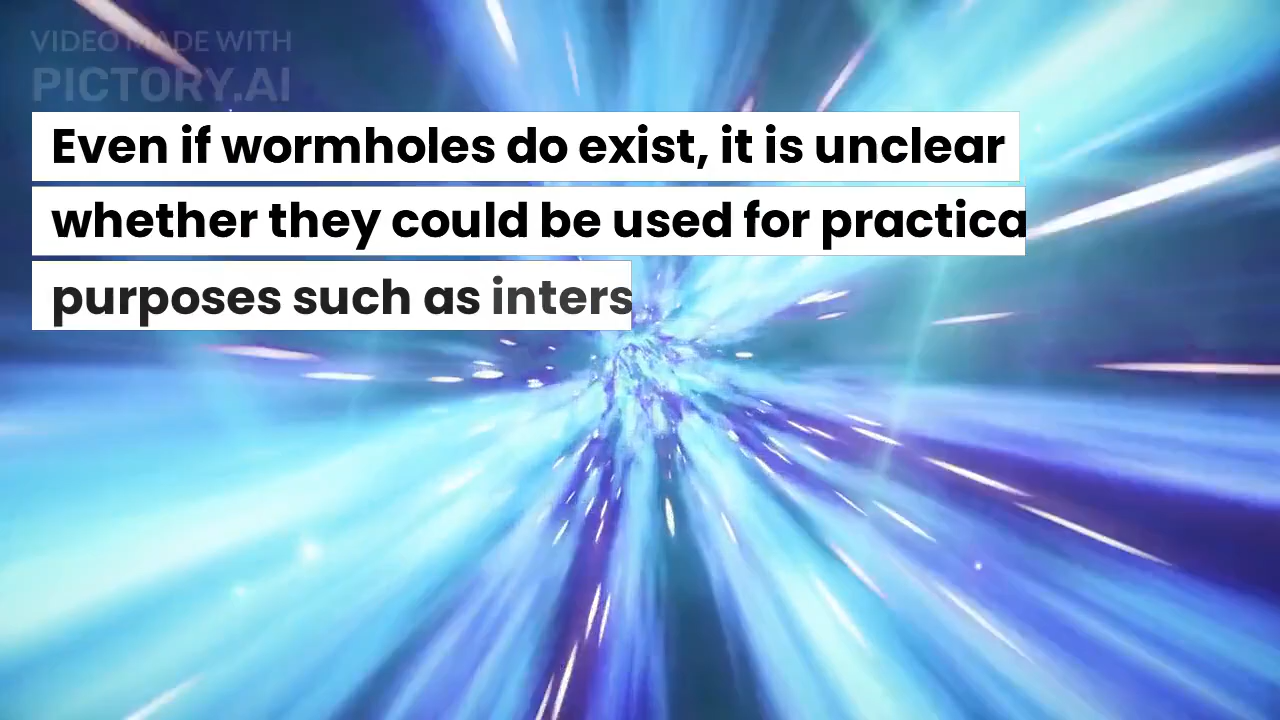 VIDEO MADE WITH
PICTORY.AI
Even if wormholes do exist, it is unclear
whether they could be used for practica
purposes such as inters